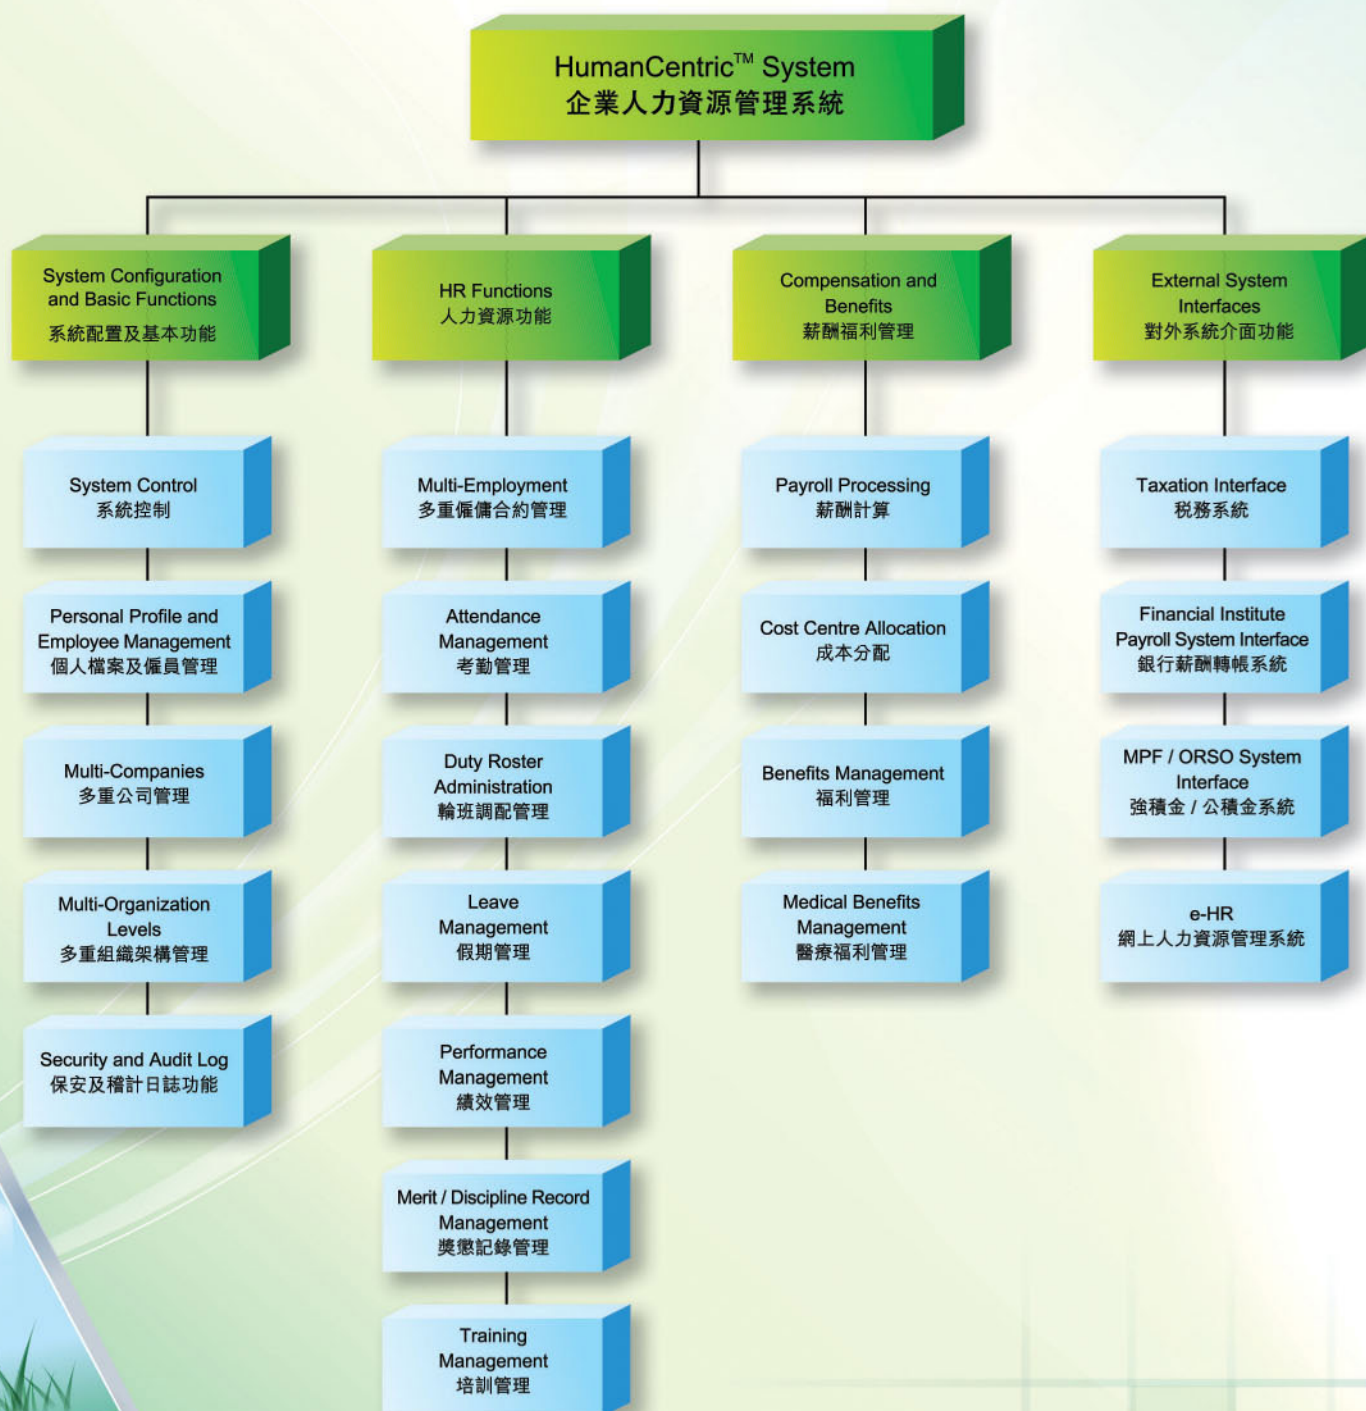 HumanCentric™ System
企業人力資源管理系統
System Configuration
and Basic Functions
系統配置及基本功能
System Control
系統控制
Personal Profile and
Employee Management
個人檔案及僱員管理
Multi-Companies
多重公司管理
Multi-Organization
Levels
多重組織架構管理
Security and Audit Log
保安及稽計日誌功能
HR Functions
人力資源功能
Multi-Employment
多重僱傭合約管理
Attendance
Management
考勤管理
Duty Roster
Administration
輪班調配管理
Leave
Management
假期管理
Performance
Management
績效管理
Merit / Discipline Record
Management
獎懲記錄管理
Training
Management
培訓管理
Compensation and
Benefits
薪酬福利管理
Payroll Processing
薪酬計算
Cost Centre Allocation
成本分配
Benefits Management
福利管理
Medical Benefits
Management
醫療福利管理
External System
Interfaces
對外系統介面功能
Taxation Interface
税務系統
Financial Institute
Payroll System Interface
銀行薪酬轉帳系統
MPF / ORSO System
Interface
強積金 / 公積金系統
e-HR
網上人力資源管理系統